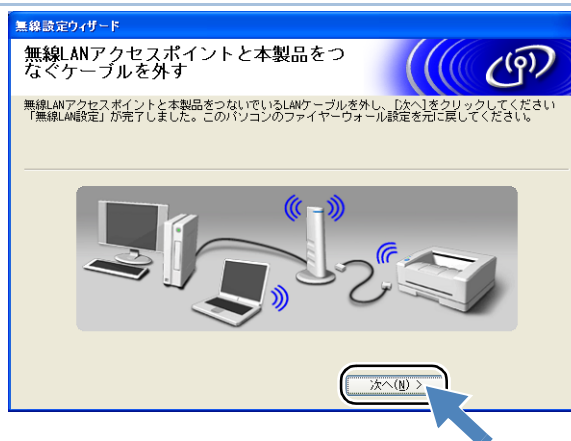 無線設定ウィザード
無線LANアクセスポイントと本製品をつ
なぐケーブルを外す
無線LANアクセスポイントと本製品をつないでいるLANケーブルを外し、[次へ]をクリックしてください
「無線LAN設定」が完了しました。このパソコンのファイヤーウォール設定を元に戻してください。
次へ(N) >